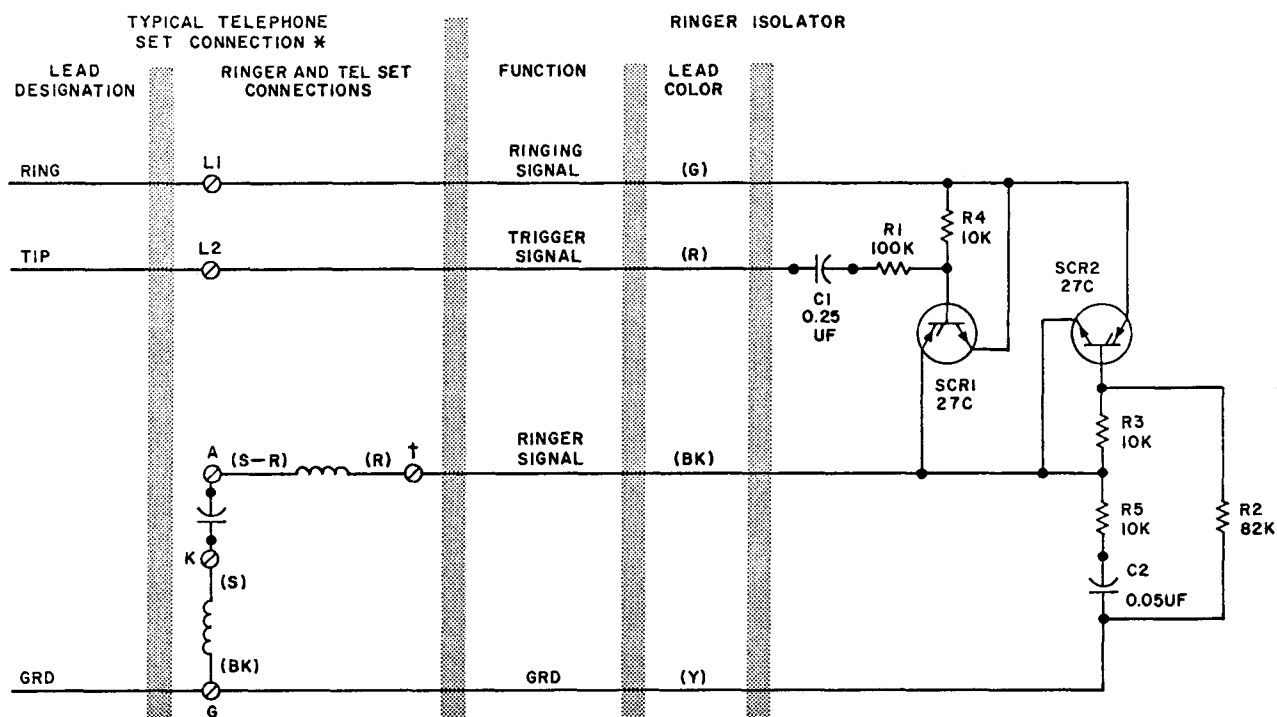 TYPICAL TELEPHONE
SET CONNECTION *
RINGER ISOLATOR
LEAD
DESIGNATION
RINGER AND TEL SET
CONNECTIONS
FUNCTION
LEAD
COLOR
RING
L1
RINGING
SIGNAL
(G)
TIP
L2
TRIGGER
SIGNAL
(R)
C1
0.25
UF
R1
100K
R4
10K
SCR1
27C
SCR2
27C
A
(S-R)
(R)
†
RINGER
SIGNAL
(BK)
R3
10K
R5
10K
R2
82K
C2
0.05UF
K
(S)
(BK)
GRD
G
GRD
(Y)